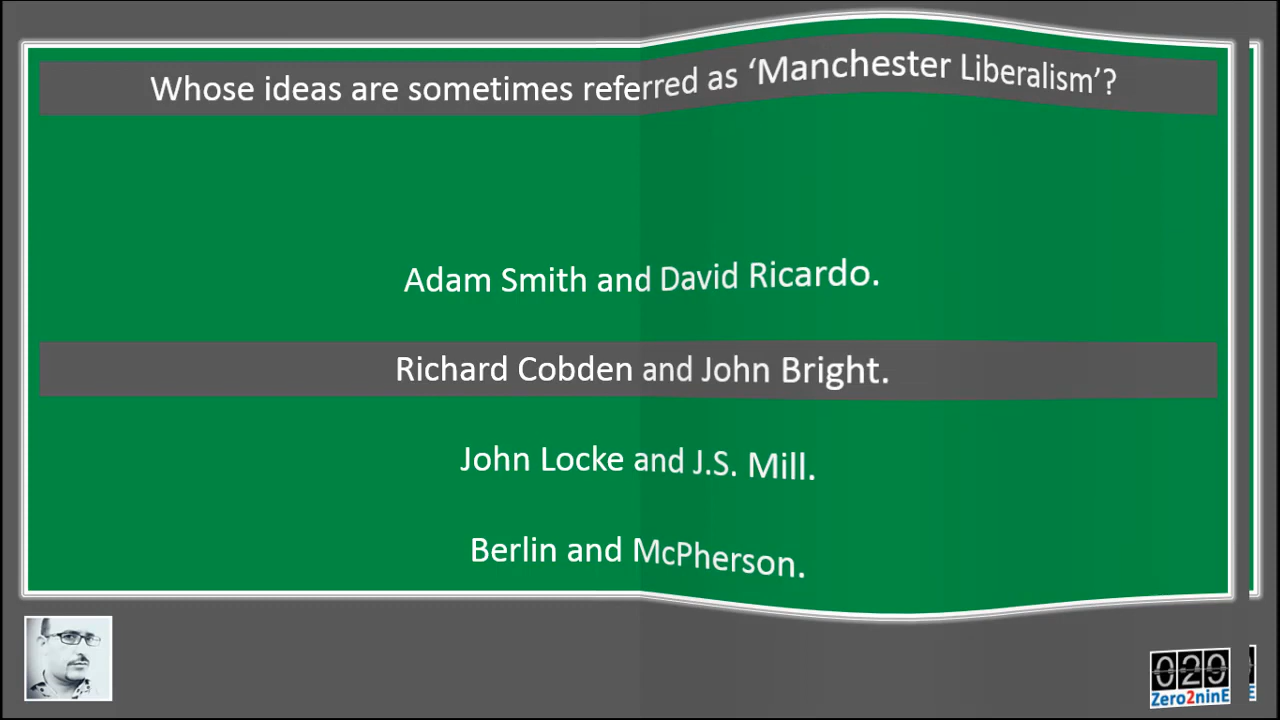 Whose ideas are sometimes referred as ‘Manchester Liberalism’?
Adam Smith and David Ricardo.
Richard Cobden and John Bright.
John Locke and J.S. Mill.
Berlin and McPherson.
029
Zero2ninE
E